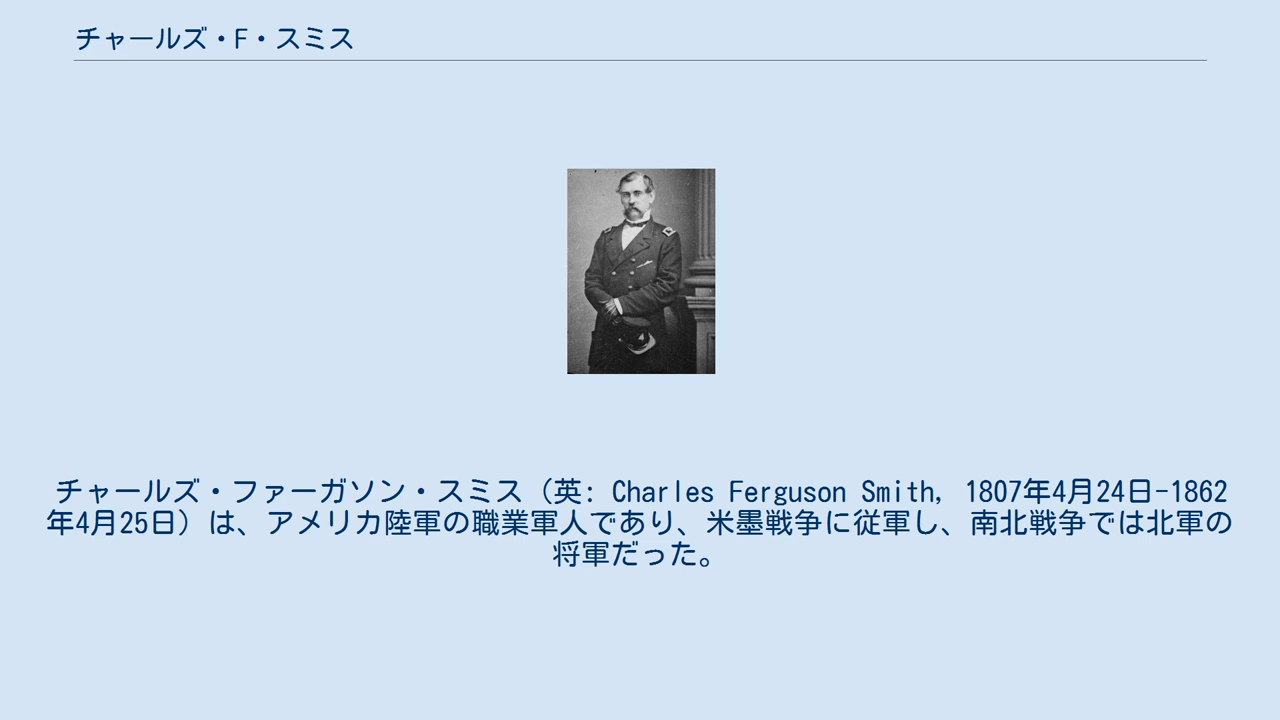 チャールズ・F・スミス
チャールズ・ファーガソン・スミス（英: Charles Ferguson Smith, 1807年4月24日-1862
年4月25日）は、アメリカ陸軍の職業軍人であり、米墨戦争に従軍し、南北戦争では北軍の
将軍だった。